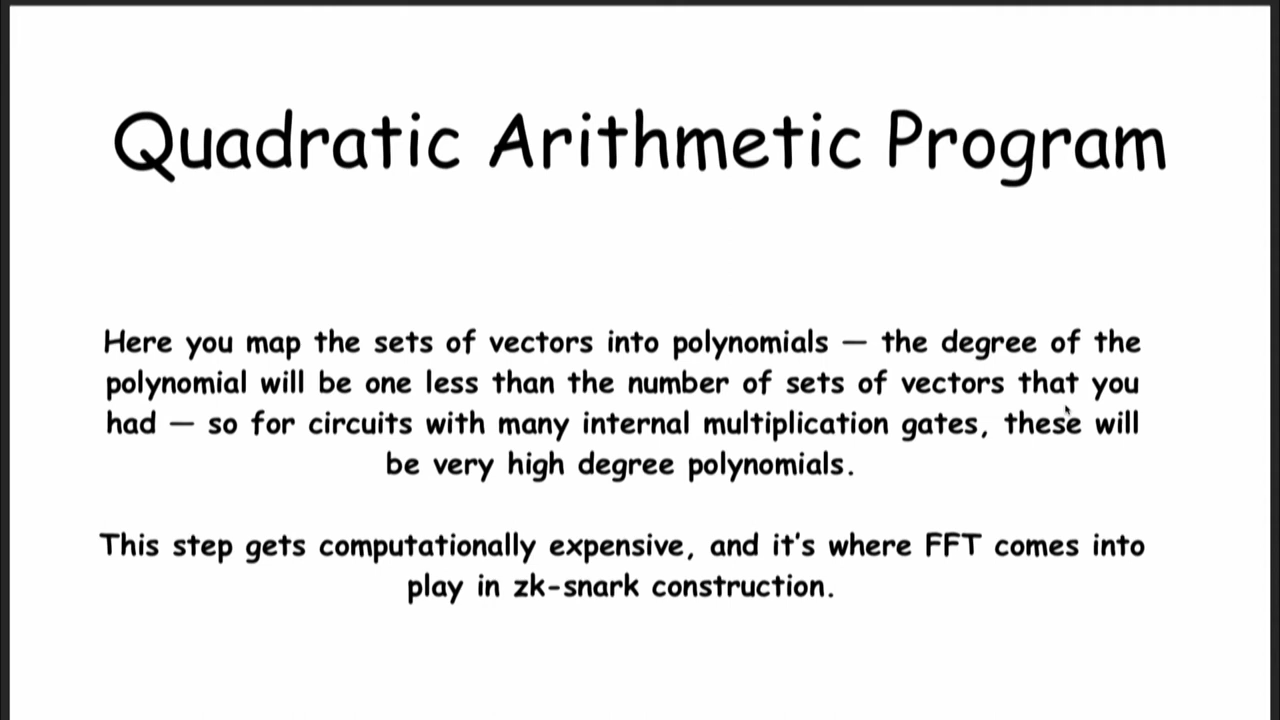 Quadratic Arithmetic Program
Here you map the sets of vectors into polynomials — the degree of the
polynomial will be one less than the number of sets of vectors that you
had — so for circuits with many internal multiplication gates, these will
be very high degree polynomials.
This step gets computationally expensive, and it's where FFT comes into
play in zk-snark construction.